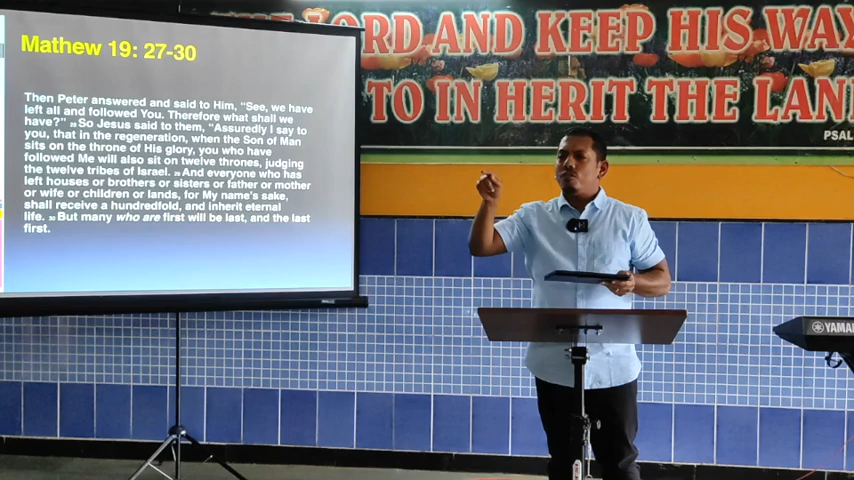 Mathew 19: 27-30
Then Peter answered and said to Him, “See, we have
left all and followed You. Therefore what shall we
have?” 28 So Jesus said to them, “Assuredly I say to
you, that in the regeneration, when the Son of Man
sits on the throne of His glory, you who have
followed Me will also sit on twelve thrones, judging
the twelve tribes of Israel. 29 And everyone who has
left houses or brothers or sisters or father or mother
or wife or children or lands, for My name's sake,
shall receive a hundredfold, and inherit eternal
life. 30 But many who are first will be last, and the last
first.
LORD AND KEEP HIS WAY
TO IN HERIT THE LAN
PSAL
YAMAH